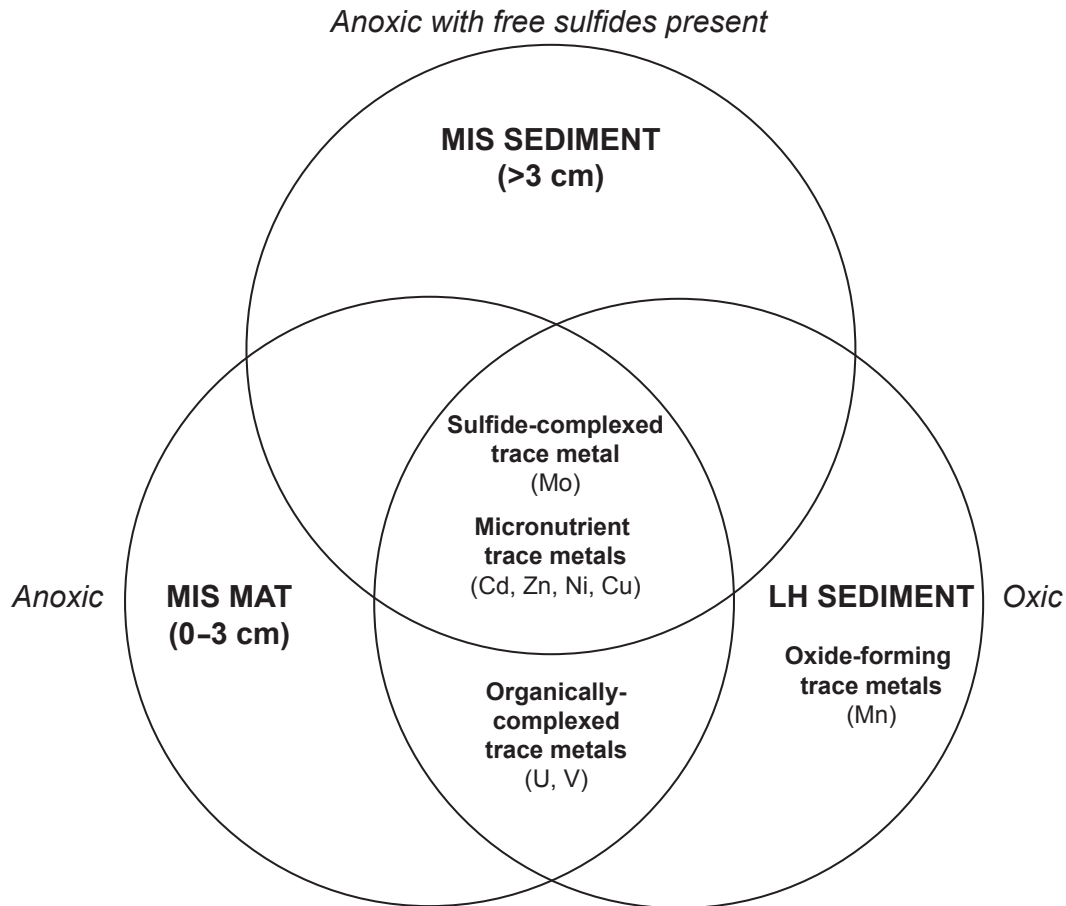 Anoxic with free sulfides present
MIS SEDIMENT
(>3 cm)
Sulfide-complexed
trace metal
(Mo)
Micronutrient
trace metals
(Cd, Zn, Ni, Cu)
Anoxic
MIS MAT
(0–3 cm)
LH SEDIMENT
Oxic
Oxide-forming
trace metals
(Mn)
Organically-
complexed
trace metals
(U, V)